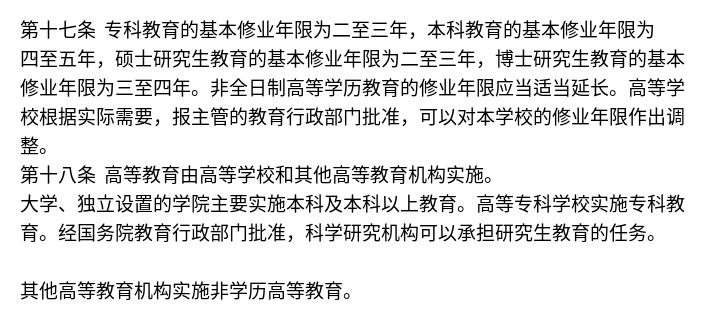 第十七条 专科教育的基本修业年限为二至三年，本科教育的基本修业年限为
四至五年，硕士研究生教育的基本修业年限为二至三年，博士研究生教育的基本
修业年限为三至四年。非全日制高等学历教育的修业年限应当适当延长。高等学
校根据实际需要，报主管的教育行政部门批准，可以对本学校的修业年限作出调
整。
第十八条 高等教育由高等学校和其他高等教育机构实施。
大学、独立设置的学院主要实施本科及本科以上教育。高等专科学校实施专科教
育。经国务院教育行政部门批准，科学研究机构可以承担研究生教育的任务。
其他高等教育机构实施非学历高等教育。